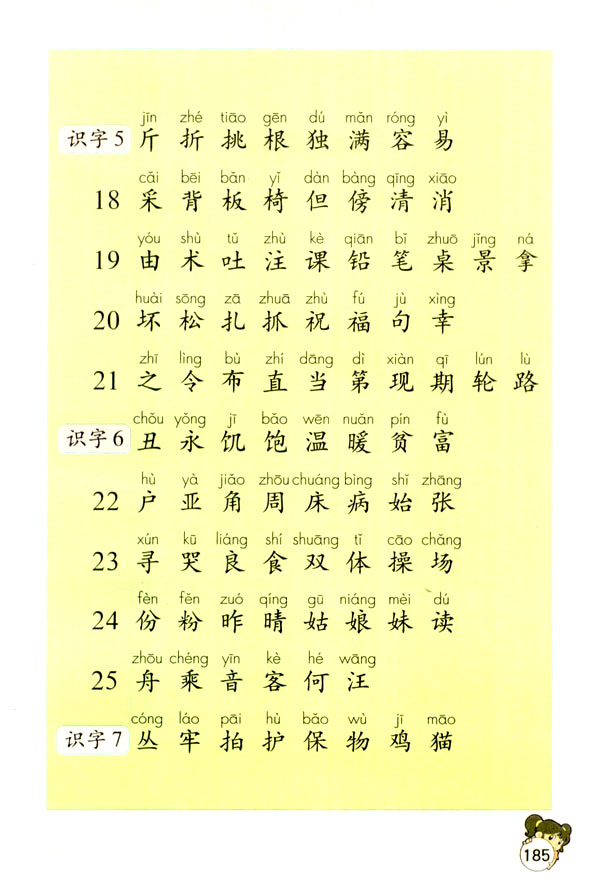 jīn zhé tiāo gēn dú mǎn róng yì
识字5 斤 折 挑 根 独 满 容 易
cǎi bēi bǎn yǐ dàn bàng qīng xiāo
18 采 背 板 椅 但 傍 清 消
yóu shù tǔ zhù kè qiān bǐ zhuō jǐng ná
19 由 术 吐 注 课 铅 笔 桌 景 拿
huài sōng zā zhuā zhù fú jù xìng
20 坏 松 扎 抓 祝 福 句 幸
zhī lìng bù zhí dāng dì xiàn qī lún lù
21 之 令 布 直 当 第 现 期 轮 路
chǒu yǒng jī bǎo wēn nuǎn pín fù
识字6 丑 永 饥 饱 温 暖 贫 富
hù yà jiǎo zhōu chuáng bìng shǐ zhāng
22 户 亚 角 周 床 病 始 张
xún kū liáng shí shuāng tǐ cāo chǎng
23 寻 哭 良 食 双 体 操 场
fèn fěn zuó qíng gū niáng mèi dú
24 份 粉 昨 晴 姑 娘 妹 读
zhōu chéng yīn kè hé wāng
25 舟 乘 音 客 何 汪
cóng láo pāi hù bǎo wù jī māo
识字7 丛 牢 拍 护 保 物 鸡 猫
185